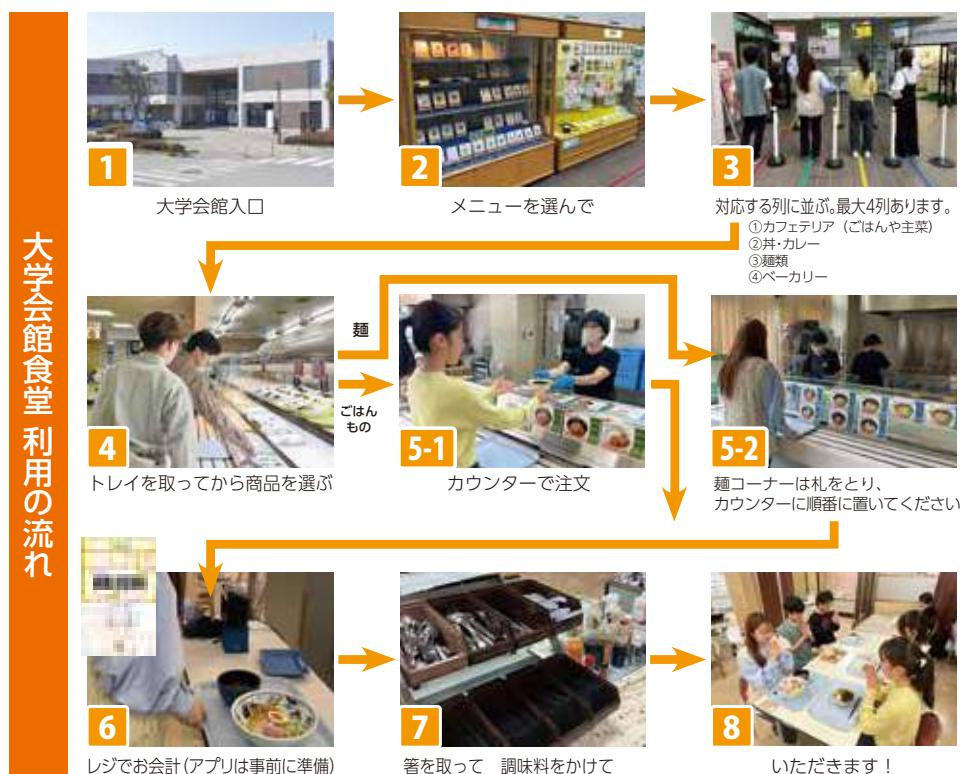 大学会館食堂 利用の流れ
1
大学会館入口
2
メニューを選んで
3
対応する列に並ぶ。最大4列あります。
①カフェテリア（ごはんや主菜）
②丼・カレー
③麺類
④ベーカリー
4
トレイを取ってから商品を選ぶ
麺
ごはん
もの
5-1
カウンターで注文
5-2
麺コーナーは札をとり、
カウンターに順番に置いてください
6
レジでお会計(アプリは事前に準備)
7
箸を取って　調味料をかけて
8
いただきます！